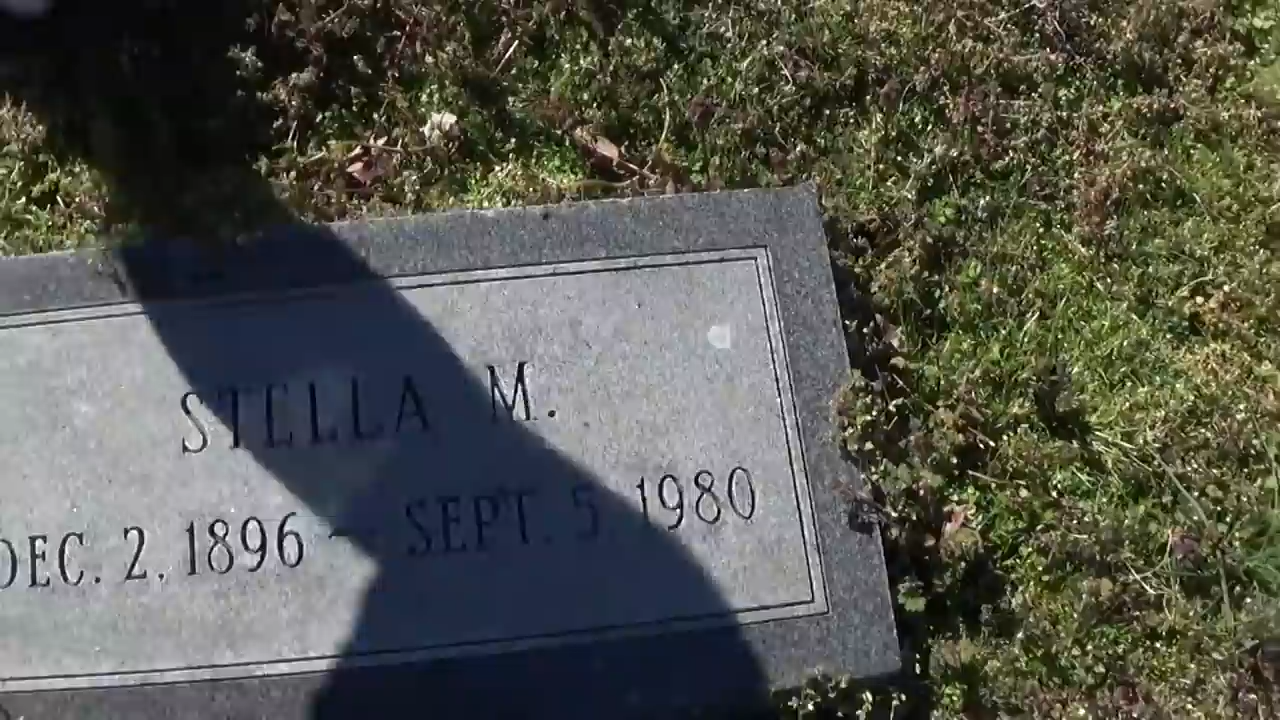 STELLA M.
DEC. 2, 1896 – SEPT. 5, 1980